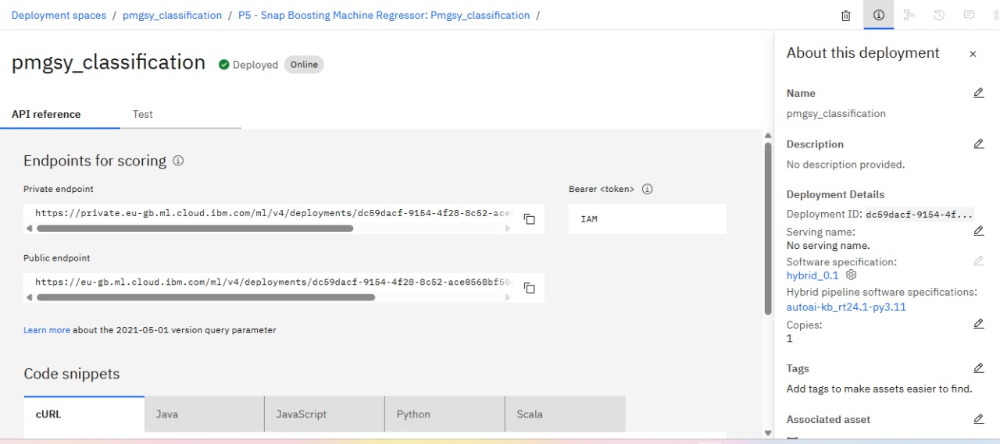 Deployment spaces / pmgsy_classification / P5 - Snap Boosting Machine Regressor: Pmgsy_classification /
pmgsy_classification Deployed Online
API reference Test
Endpoints for scoring
Private endpoint
https://private.eu-gb.ml.cloud.ibm.com/ml/v4/deployments/dc59dacf-9154-4f28-8c52-ace
Bearer <token>
IAM
Public endpoint
https://eu-gb.ml.cloud.ibm.com/ml/v4/deployments/dc59dacf-9154-4f28-8c52-ace0568bf50
Learn more about the 2021-05-01 version query parameter
Code snippets
cURL Java JavaScript Python Scala
About this deployment
Name
pmgsy_classification
Description
No description provided.
Deployment Details
Deployment ID: dc59dacf-9154-4f...
Serving name:
No serving name.
Software specification:
hybrid_0.1
Hybrid pipeline software specifications:
autoai-kb_rt24.1-py3.11
Copies:
1
Tags
Add tags to make assets easier to find.
Associated asset